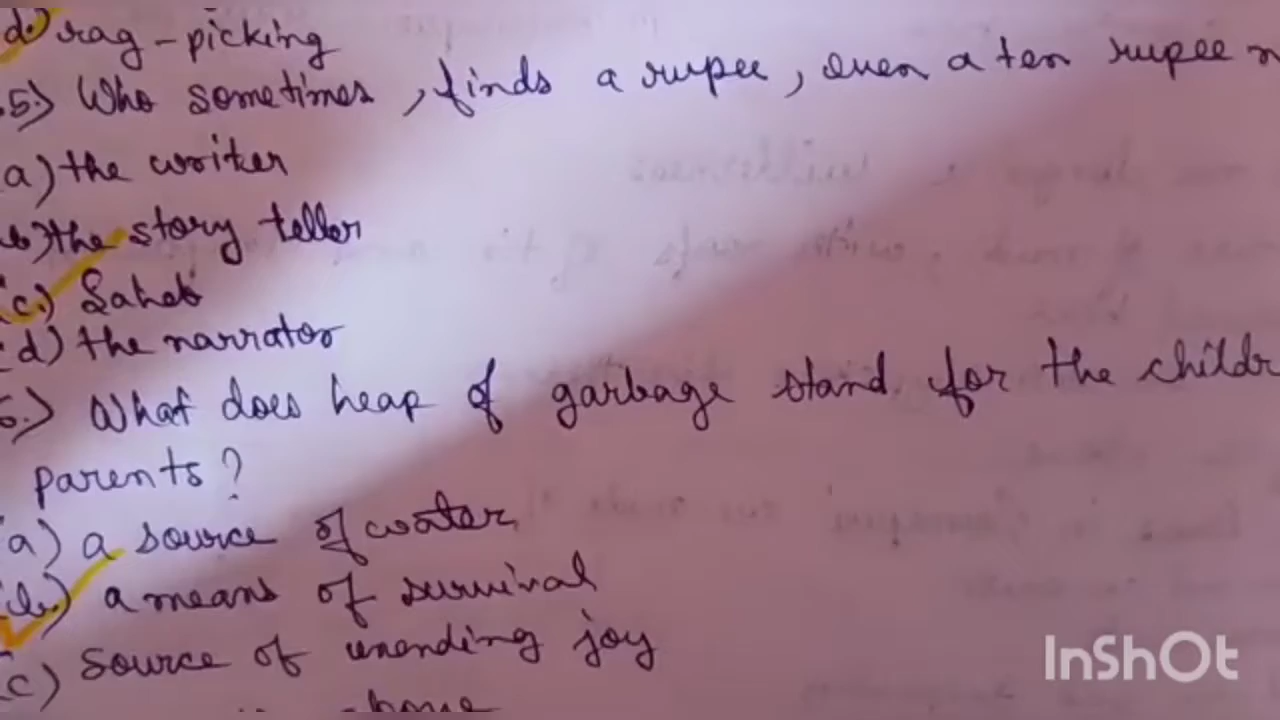 d.) rag-picking
5.) Who sometimes, finds a rupee, even a ten rupee
a) the writer
b) the story teller
c.) Saheb
d) the narrator
6.) What does heap of garbage stand for the
parents?
a) a source of water
b.) a means of survival
c) source of unending joy
InShOt